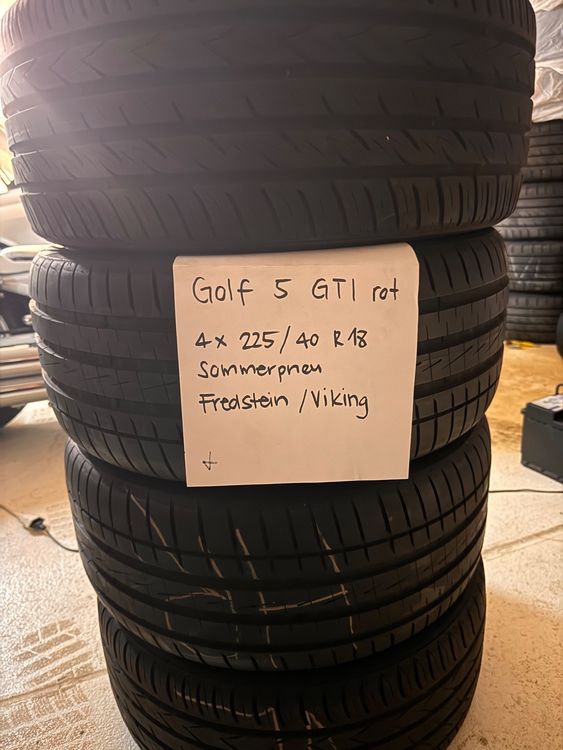 Golf 5 GTI rot
4x 225/40 R18
Sommerpneu
Fredstein /Viking